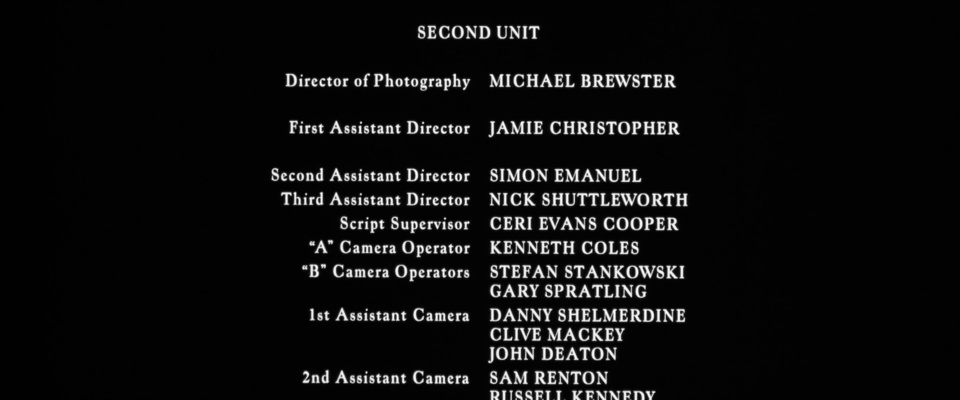 SECOND UNIT
Director of Photography MICHAEL BREWSTER
First Assistant Director JAMIE CHRISTOPHER
Second Assistant Director SIMON EMANUEL
Third Assistant Director NICK SHUTTLEWORTH
Script Supervisor CERI EVANS COOPER
“A” Camera Operator KENNETH COLES
“B” Camera Operators STEFAN STANKOWSKI
GARY SPRATLING
1st Assistant Camera DANNY SHELMERDINE
CLIVE MACKEY
JOHN DEATON
2nd Assistant Camera SAM RENTON
RUSSELL KENNEDY